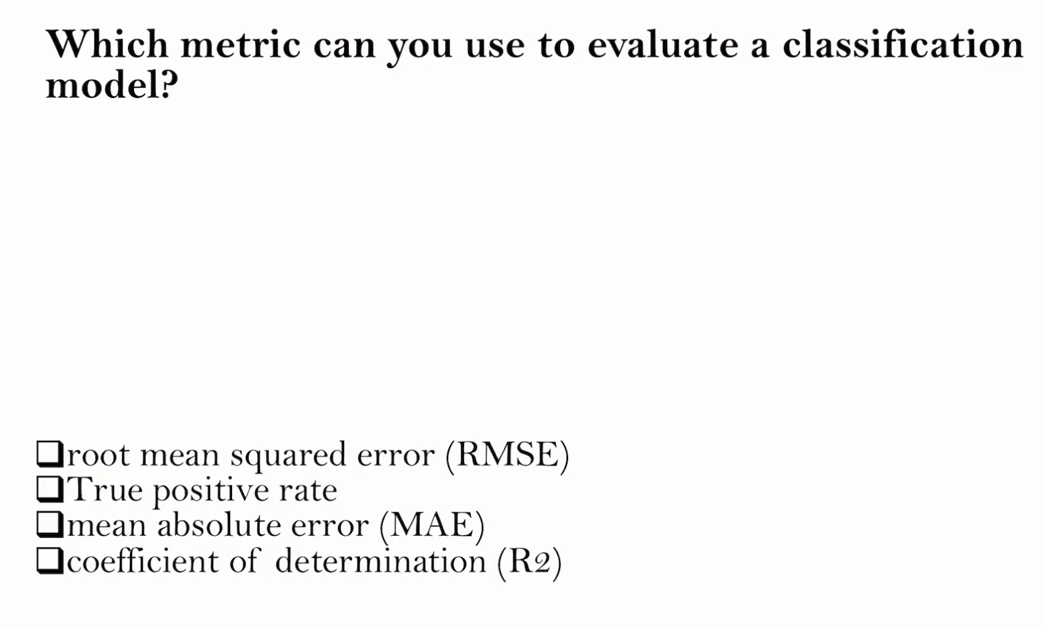 Which metric can you use to evaluate a classification
model?
❑root mean squared error (RMSE)
❑True positive rate
❑mean absolute error (MAE)
❑coefficient of determination (R2)